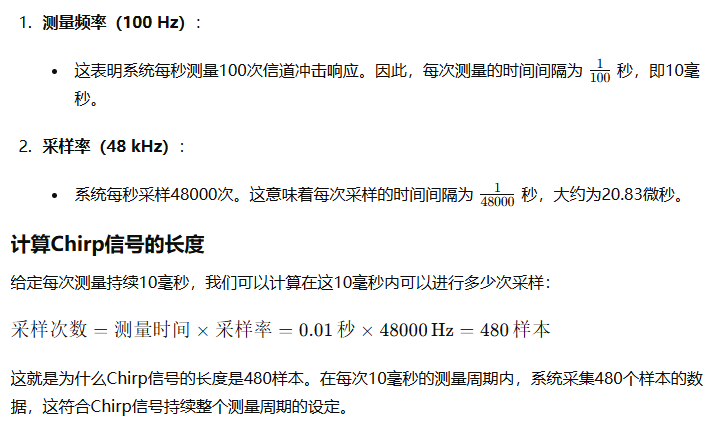 1. 测量频率（100 Hz）：
• 这表明系统每秒测量100次信道冲击响应。因此，每次测量的时间间隔为 1/100 秒，即10毫
秒。
2. 采样率（48 kHz）：
• 系统每秒采样48000次。这意味着每次采样的时间间隔为 1/48000 秒，大约为20.83微秒。
计算Chirp信号的长度
给定每次测量持续10毫秒，我们可以计算在这10毫秒内可以进行多少次采样：
采样次数 = 测量时间 × 采样率 = 0.01 秒 × 48000 Hz = 480 样本
这就是为什么Chirp信号的长度是480样本。在每次10毫秒的测量周期内，系统采集480个样本的数
据，这符合Chirp信号持续整个测量周期的设定。